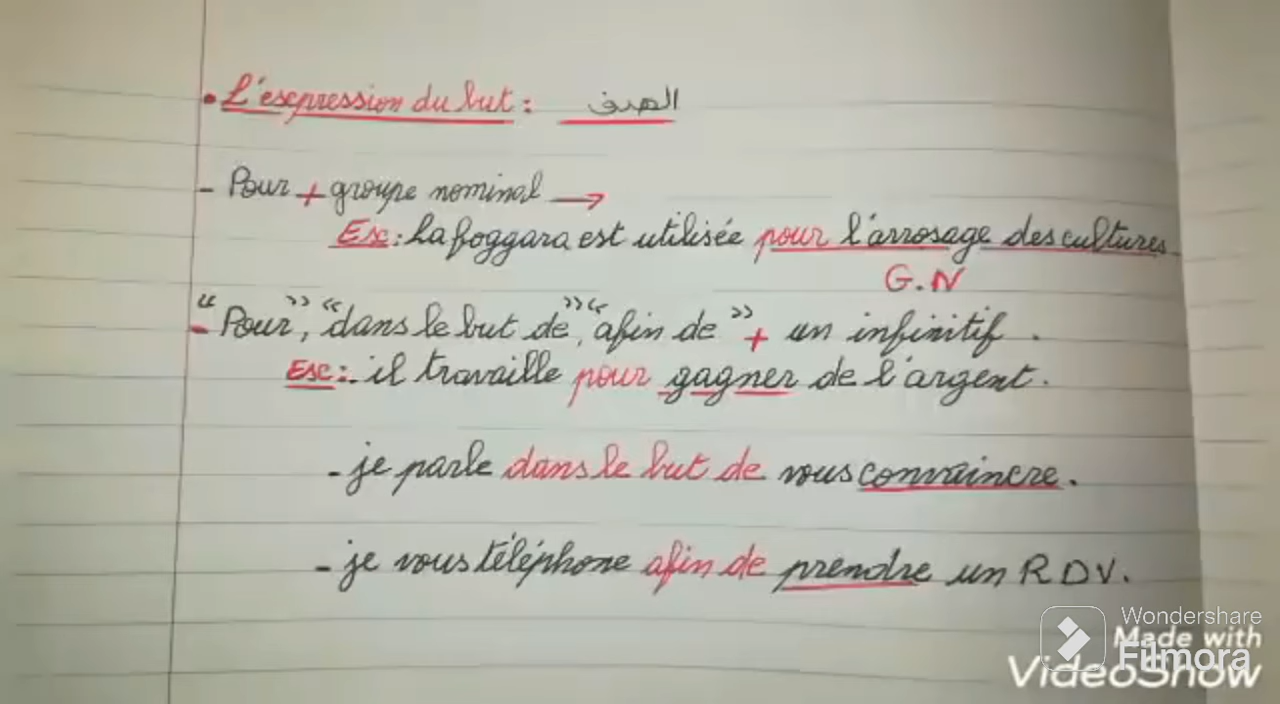 • L'expression du but : الهدف
- Pour + groupe nominal →
Ex : La foggara est utilisée pour l'arrosage des cultures
G.N
- "Pour", "dans le but de", "afin de" + un infinitif.
Ex : . il travaille pour gagner de l'argent.
- je parle dans le but de vous convaincre.
- je vous téléphone afin de prendre un RDV.
Wondershare
Made with
Filmora
VideoShow